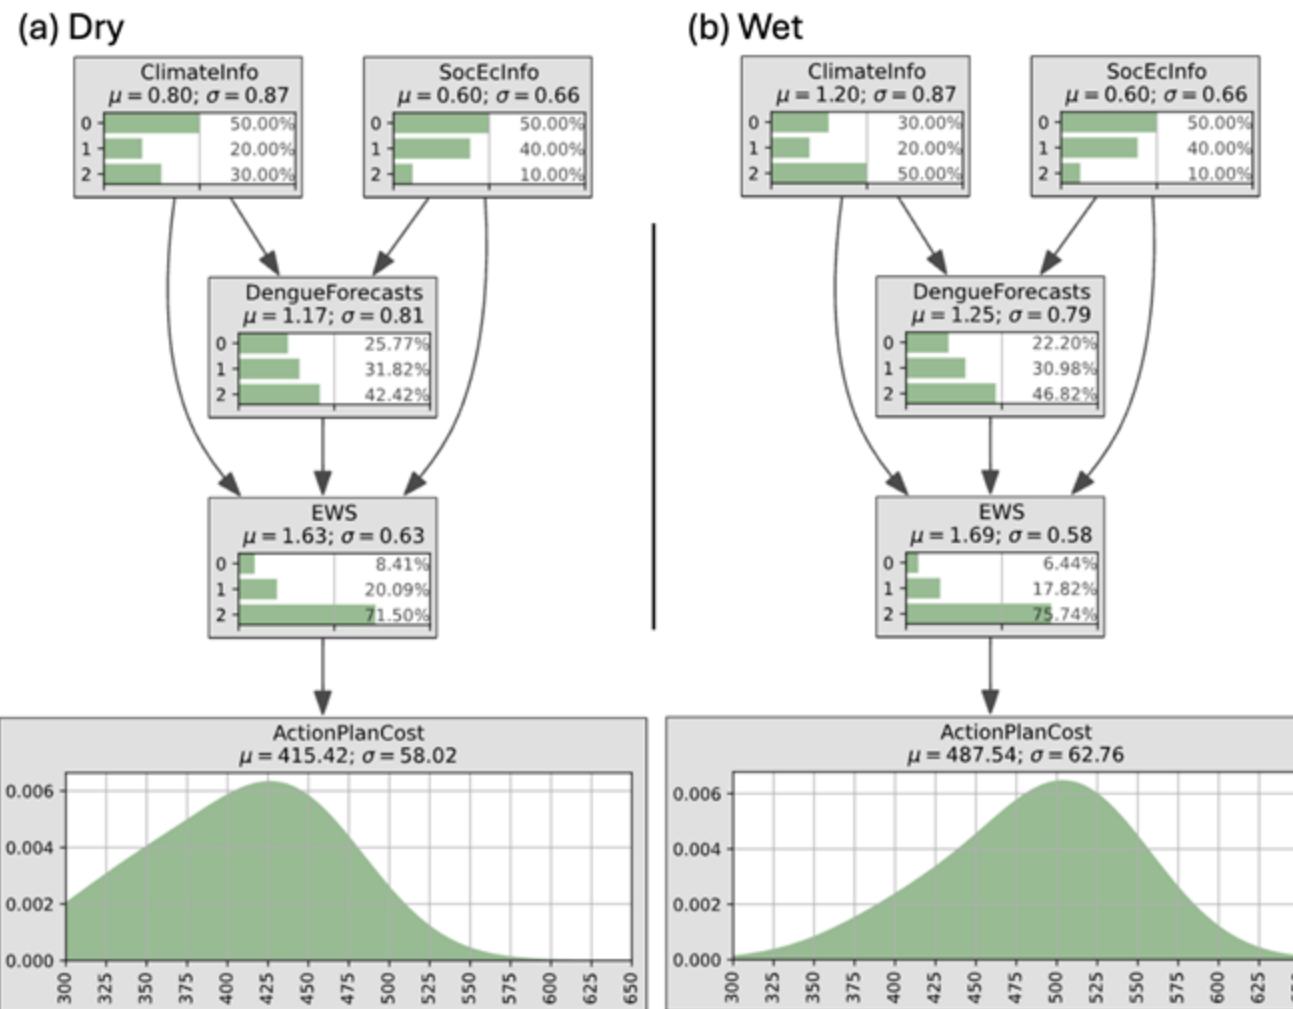 (a) Dry
ClimateInfo
μ = 0.80; σ = 0.87
0 50.00%
1 20.00%
2 30.00%
SocEcInfo
μ = 0.60; σ = 0.66
0 50.00%
1 40.00%
2 10.00%
DengueForecasts
μ = 1.17; σ = 0.81
0 25.77%
1 31.82%
2 42.42%
EWS
μ = 1.63; σ = 0.63
0 8.41%
1 20.09%
2 71.50%
ActionPlanCost
μ = 415.42; σ = 58.02
0.006
0.004
0.002
0.000
300 325 350 375 400 425 450 475 500 525 550 575 600 625 650
(b) Wet
ClimateInfo
μ = 1.20; σ = 0.87
0 30.00%
1 20.00%
2 50.00%
SocEcInfo
μ = 0.60; σ = 0.66
0 50.00%
1 40.00%
2 10.00%
DengueForecasts
μ = 1.25; σ = 0.79
0 22.20%
1 30.98%
2 46.82%
EWS
μ = 1.69; σ = 0.58
0 6.44%
1 17.82%
2 75.74%
ActionPlanCost
μ = 487.54; σ = 62.76
0.006
0.004
0.002
0.000
300 325 350 375 400 425 450 475 500 525 550 575 600 625